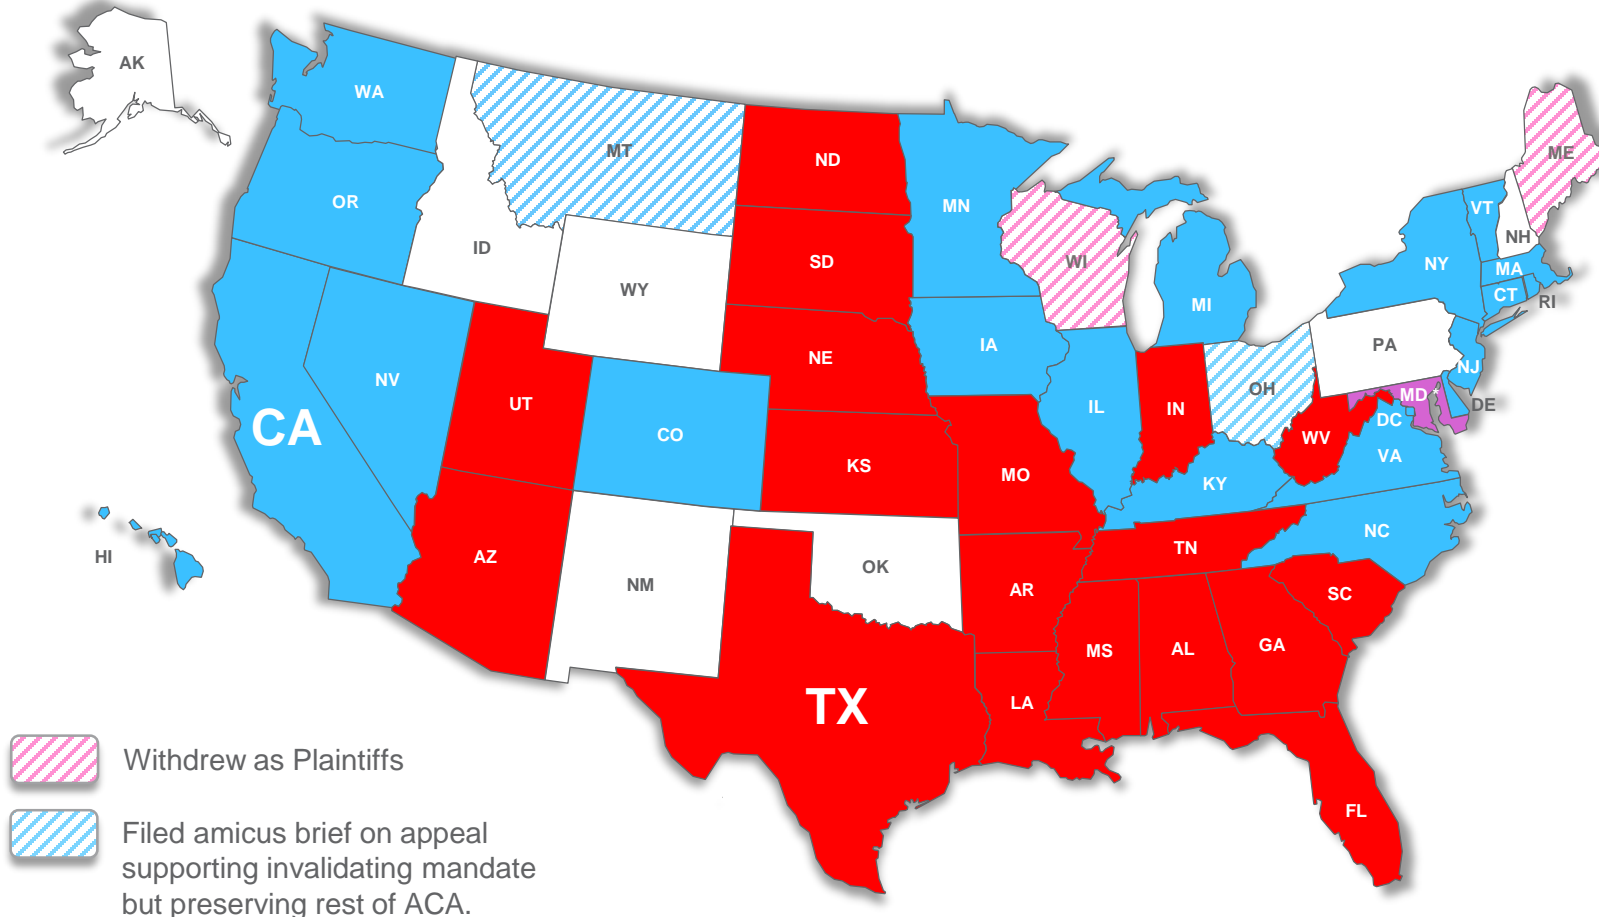 AK
WA
MT
ND
MN
ME
OR
ID
SD
WI
VT
NH
NY
MA
WY
MI
CT
RI
NE
IA
PA
NV
UT
CO
IL
IN
OH
NJ
MD *
DE
CA
KS
MO
WV
DC
VA
KY
HI
AZ
NM
OK
AR
TN
NC
SC
MS
AL
GA
TX
LA
FL
Withdrew as Plaintiffs
Filed amicus brief on appeal
supporting invalidating mandate
but preserving rest of ACA.